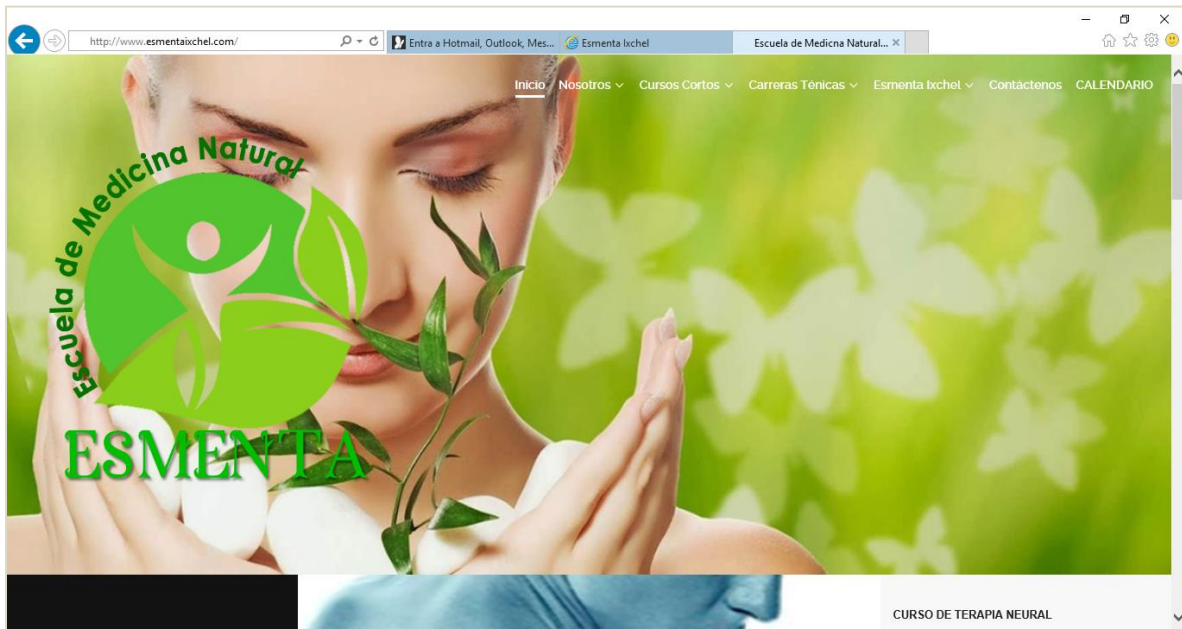 http://www.esmentaixchel.com/
Entra a Hotmail, Outlook, Mes...
Esmenta Ixchel
Escuela de Medicna Natural...
Inicio Nosotros Cursos Cortos Carreras Ténicas Esmenta Ixchel Contáctenos CALENDARIO
Escuela de Medicina Natural
ESMENTA
CURSO DE TERAPIA NEURAL